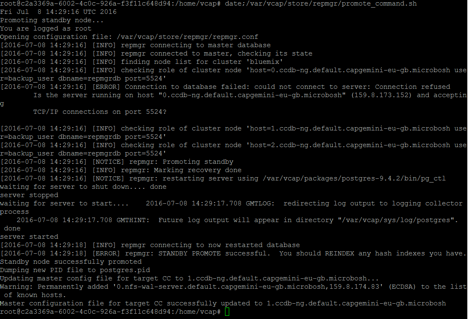 root@c2a3369a-6002-4c0c-926a-f3f11c648d94:/home/vcap# date;/var/vcap/store/repmgr/promote_command.sh
Fri Jul  8 14:29:16 UTC 2016
Promoting standby node...
You are logged as root
Opening configuration file: /var/vcap/store/repmgr/repmgr.conf
[2016-07-08 14:29:16] [INFO] repmgr connecting to master database
[2016-07-08 14:29:16] [INFO] repmgr connected to master, checking its state
[2016-07-08 14:29:16] [INFO] finding node list for cluster 'bluemix'
[2016-07-08 14:29:16] [INFO] checking role of cluster node 'host=0.ccdb-ng.default.capgemini-eu-gb.microbosh use
r=backup_user dbname=repmgrdb port=5524'
[2016-07-08 14:29:16] [ERROR] Connection to database failed: could not connect to server: Connection refused
Is the server running on host "0.ccdb-ng.default.capgemini-eu-gb.microbosh" (159.8.173.152) and acceptin
g
TCP/IP connections on port 5524?
[2016-07-08 14:29:16] [INFO] checking role of cluster node 'host=1.ccdb-ng.default.capgemini-eu-gb.microbosh use
r=backup_user dbname=repmgrdb port=5524'
[2016-07-08 14:29:16] [INFO] checking role of cluster node 'host=2.ccdb-ng.default.capgemini-eu-gb.microbosh use
r=backup_user dbname=repmgrdb port=5524'
[2016-07-08 14:29:16] [NOTICE] repmgr: Promoting standby
[2016-07-08 14:29:16] [INFO] repmgr: Marking recovery done
[2016-07-08 14:29:16] [NOTICE] repmgr: restarting server using /var/vcap/packages/postgres-9.4.2/bin/pg_ctl
waiting for server to shut down.... done
server stopped
waiting for server to start....    2016-07-08 14:29:17.708 GMTLOG:  redirecting log output to logging collector
process
2016-07-08 14:29:17.708 GMTHINT:  Future log output will appear in directory "/var/vcap/sys/log/postgres".
done
server started
[2016-07-08 14:29:18] [INFO] repmgr connecting to now restarted database
[2016-07-08 14:29:18] [ERROR] repmgr: STANDBY PROMOTE successful.  You should REINDEX any hash indexes you have.
Standby node successfully promoted
Dumping new PID file to postgres.pid
Updating master config file for target CC to 1.ccdb-ng.default.capgemini-eu-gb.microbosh...
Warning: Permanently added '0.nfs-wal-server.default.capgemini-eu-gb.microbosh,159.8.174.83' (ECDSA) to the list
of known hosts.
Master configuration file for target CC successfully updated to 1.ccdb-ng.default.capgemini-eu-gb.microbosh
root@c2a3369a-6002-4c0c-926a-f3f11c648d94:/home/vcap#